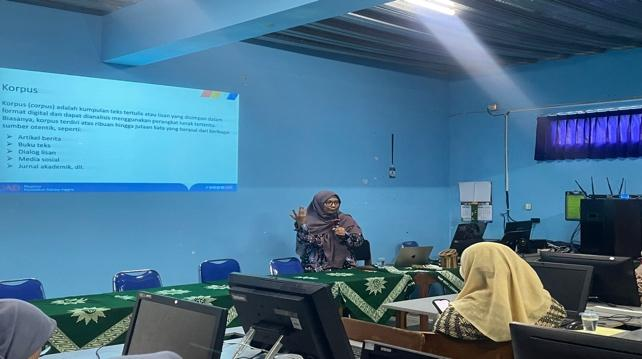 Korpus
Korpus (corpus) adalah kumpulan teks tertulis atau lisan yang disimpan dalam
format digital dan dapat dianalisis menggunakan perangkat lunak tertentu.
Biasanya, korpus terdiri atas ribuan hingga jutaan kata yang berasal dari berbagai
sumber otentik, seperti:
➤ Artikel berita
➤ Buku teks
➤ Dialog lisan
➤ Media sosial
➤ Jurnal akademik, dll.